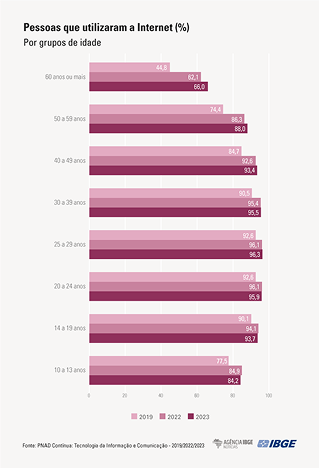 Pessoas que utilizaram a Internet (%)
Por grupos de idade
60 anos ou mais
44,8
62,1
66,0
50 a 59 anos
74,4
86,3
88,0
40 a 49 anos
84,7
92,6
93,4
30 a 39 anos
90,5
95,4
95,5
25 a 29 anos
92,6
96,1
96,3
20 a 24 anos
92,6
96,1
95,9
14 a 19 anos
90,1
94,1
93,7
10 a 13 anos
77,5
84,9
84,2
0 20 40 60 80 100
2019 2022 2023
Fonte: PNAD Contínua: Tecnologia da Informação e Comunicação - 2019/2022/2023
AGÊNCIA IBGE
NOTÍCIAS
IBGE